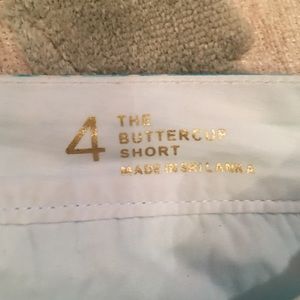 4
THE
BUTTERCUP
SHORT
MADE IN SRI LANKA